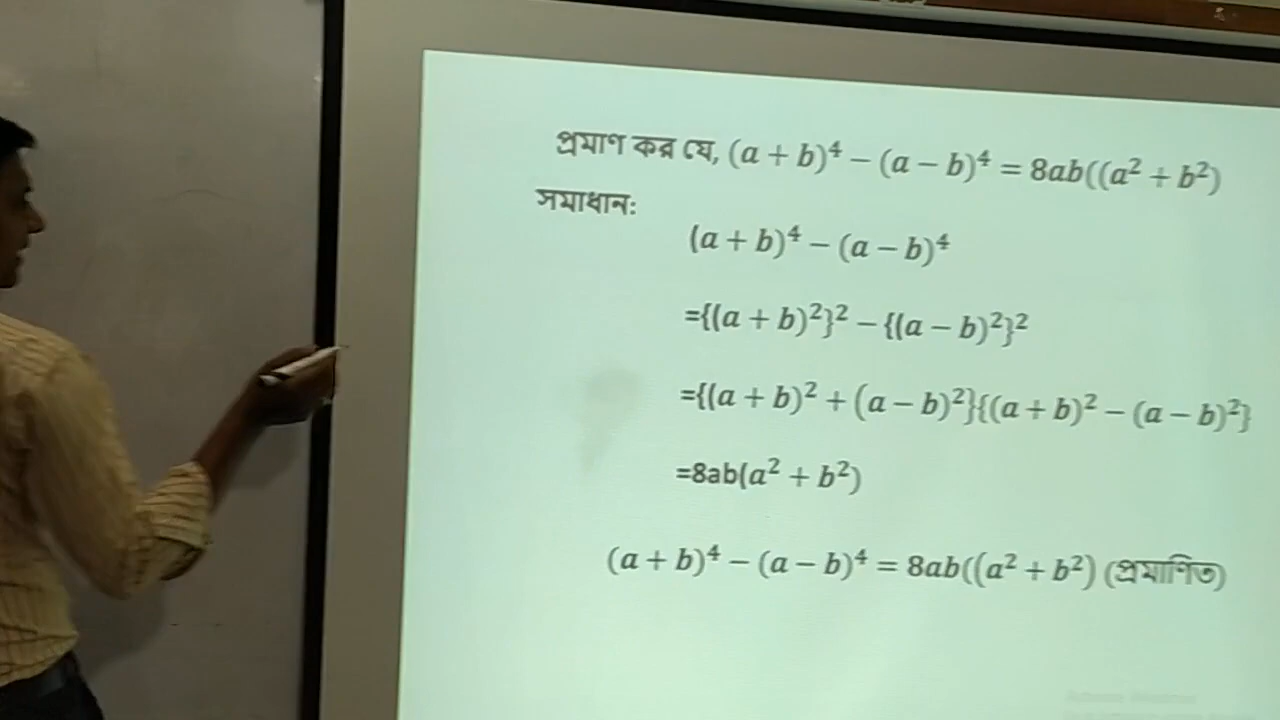 প্রমাণ কর যে, (a + b)⁴ − (a − b)⁴ = 8ab((a² + b²)
সমাধানঃ
(a + b)⁴ − (a − b)⁴
={(a + b)²}² − {(a − b)²}²
={(a + b)² + (a − b)²}{(a + b)² − (a − b)²}
=8ab(a² + b²)
(a + b)⁴ − (a − b)⁴ = 8ab((a² + b²) (প্রমাণিত)